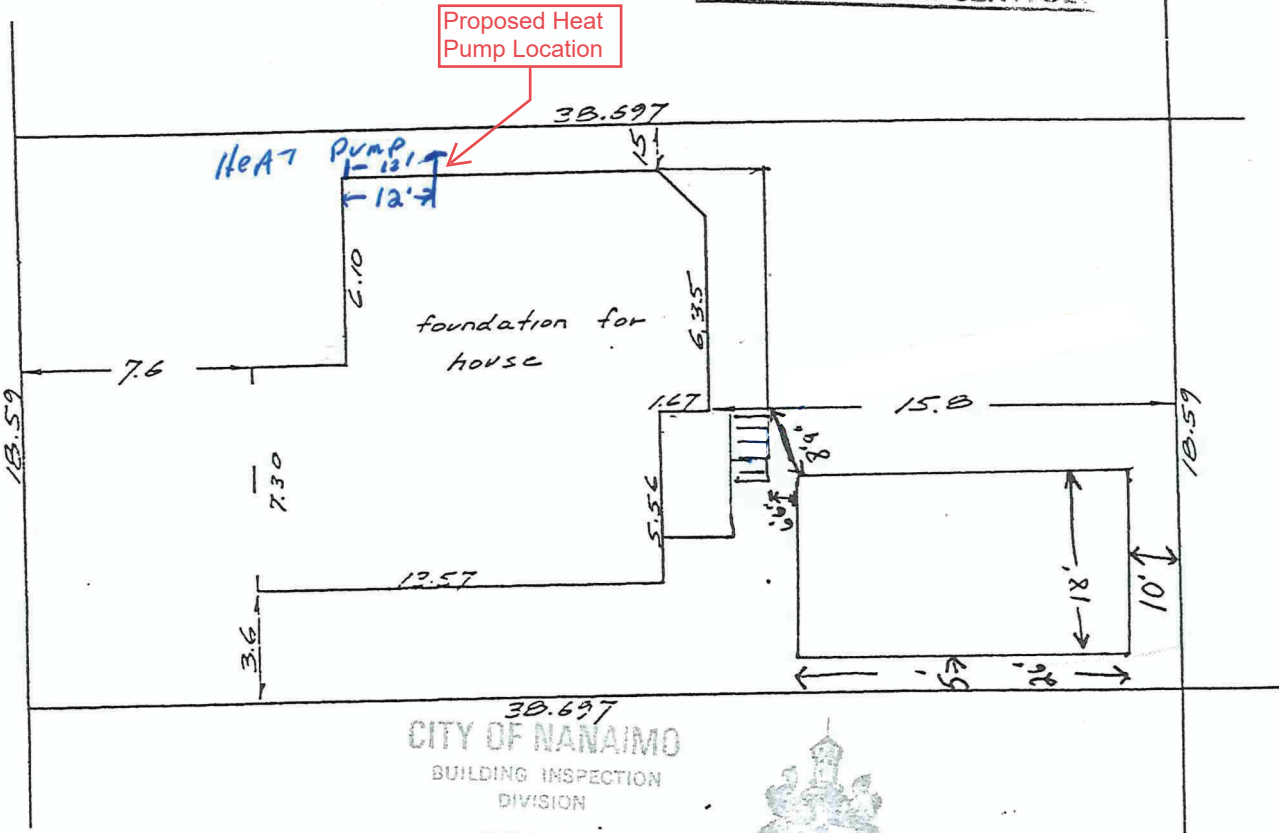 Proposed Heat
Pump Location
38.697
HeAT Pump
12'
1.5
6.10
6.35
foundation for
house
7.6
1.67
15.8
18.59
18.59
8'9"
7.30
5.56
6'6"
18'
10'
12.57
3.6
38.697
CITY OF NANAIMO
BUILDING INSPECTION
DIVISION